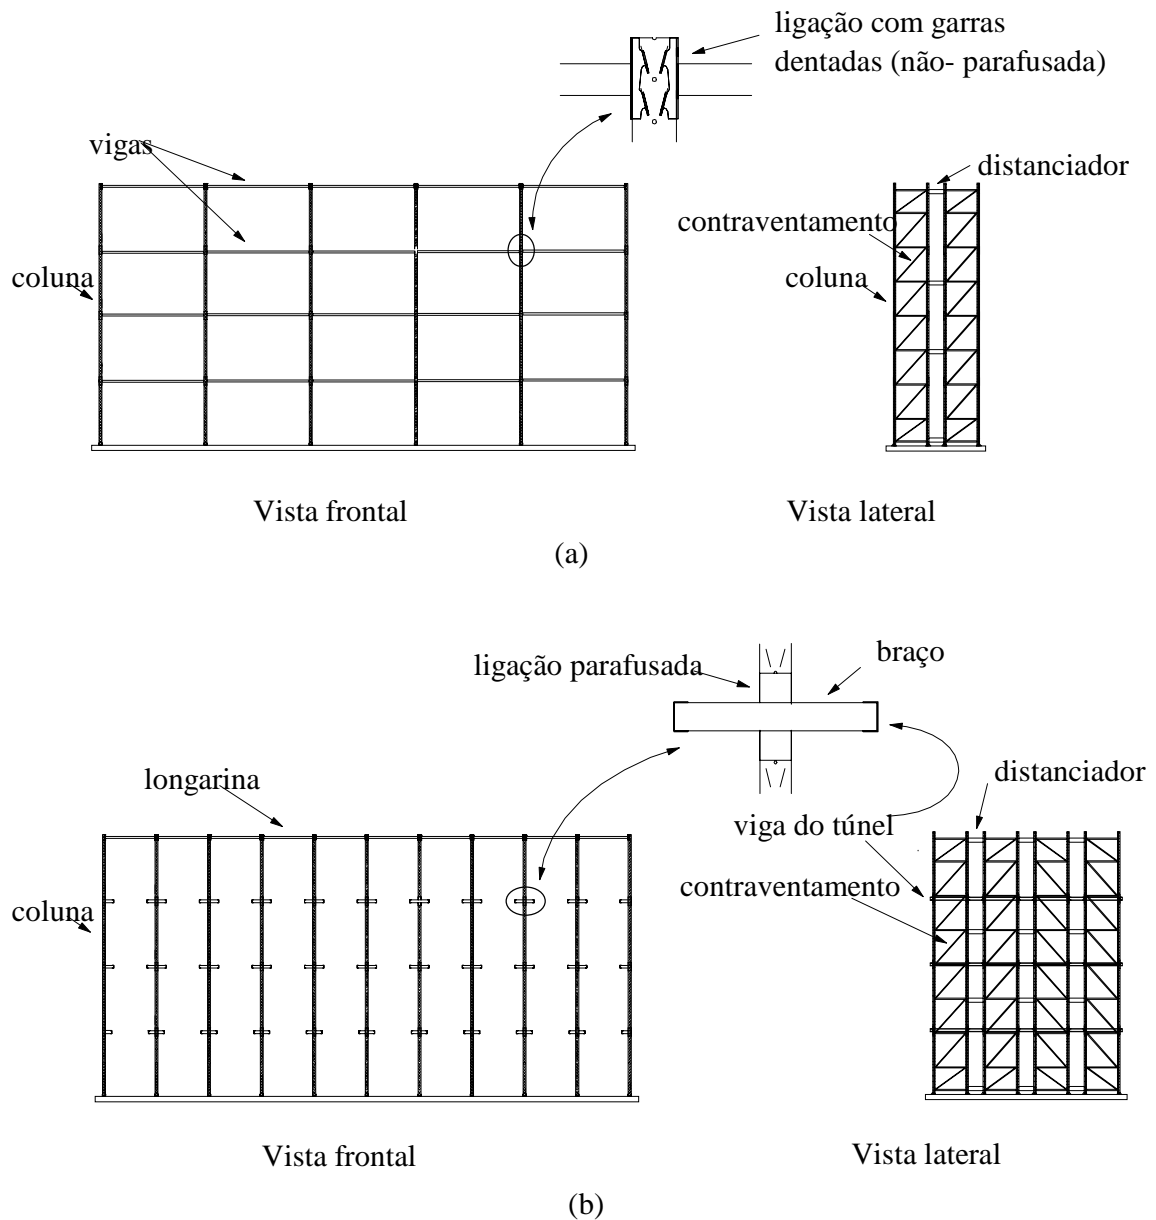 ligação com garras
dentadas (não- parafusada)
vigas
distanciador
contraventamento
coluna
coluna
Vista frontal
Vista lateral
(a)
ligação parafusada
braço
longarina
distanciador
viga do túnel
contraventamento
coluna
Vista frontal
Vista lateral
(b)